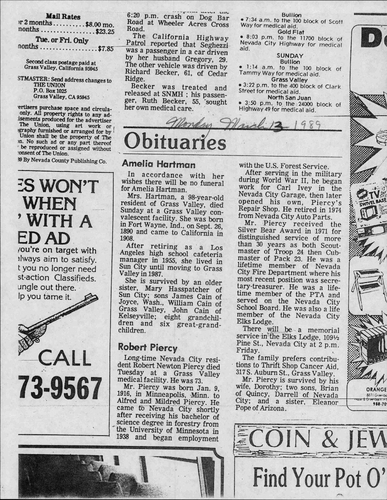 Mail Rates
2 months . . . . . . . . . . $8.00 mo.
months . . . . . . . . . . . . $23.25
Tue. or Fri. Only
months . . . . . . . . . . . . . $7.85
Second class postage paid at
Grass Valley, California 95945
STMASTER: Send address changes to
THE UNION
P.O. Box 1025
Grass Valley, CA 95945
ertisers purchase space and circula-
only. All property rights to any ad-
sements produced for the advertiser
The Union, using art work or
graphy furnished or arranged for by
Union shall be the property of The
n. No such ad or any part thereof
be reproduced or assigned without
nsent of The Union.
By Nevada County Publishing Co.
ES WON'T
WHEN
WITH A
ED AD
you're on target with
always aim to satisfy.
t you no longer need
t-action Classifieds.
ungle out there.
lp you tame it.
CALL
73-9567
6:20 p.m. crash on Dog Bar
Road at Wheeler Acres Cross
Road.
The California Highway
Patrol reported that Seghezzi
was a passenger in a car driven
by her husband Gregory, 29.
The other vehicle was driven by
Richard Becker, 61, of Cedar
Ridge.
Becker was treated and
released at SNMH; his passen-
ger, Ruth Becker, 55, sought
her own medical care.
Bullion
• 7:34 a.m. to the 100 block of Scott
Way for medical aid.
Gold Flat
• 8:03 p.m. to the 11700 block of
Nevada City Highway for medical
aid.
SUNDAY
Bullion
• 1:14 a.m. to the 100 block of
Tammy Way for medical aid.
Grass Valley
• 3:22 p.m. to the 400 block of Clark
Street for medical aid.
North San Juan
• 3:50 p.m. to the 24000 block of
Highway 49 for medical aid.
Monday March 13 1989
Obituaries
Amelia Hartman
In accordance with her
wishes there will be no funeral
for Amelia Hartman.
Mrs. Hartman, a 98-year-old
resident of Grass Valley, died
Sunday at a Grass Valley con-
valescent home. She was born
in Fort Wayne, Ind., on Sept. 26,
1890 and came to California in
1908.
After retiring as a Los
Angeles high school cafeteria
manager in 1955, she lived in
Sun City until moving to Grass
Valley in 1987.
She is survived by an older
sister, Mary Hasspatcher of
Sun City; sons James Cain of
Joyce, Wash., William Cain of
Grass Valley, John Cain of
Kelseyville; eight grandchil-
dren and six great-grand-
children.
Robert Piercy
Long-time Nevada City resi-
dent Robert Newton Piercy died
Tuesday at a Grass Valley
medical facility. He was 73.
Mr. Piercy was born Jan. 9,
1916, in Minneapolis, Minn. to
Alfred and Mildred Piercy. He
came to Nevada City shortly
after receiving his bachelor of
science degree in forestry from
the University of Minnesota in
1938 and began employment
with the U.S. Forest Service.
After serving in the military
during World War II, he began
work for Carl Ivey in the
Nevada City Garage, then later
opened his own, Piercy's
Repair Shop. He retired in 1974
from Nevada City Auto Parts.
Mr. Piercy received the
Silver Bear Award in 1971 for
distinguished service of more
than 30 years as both Scout-
master of Troop 24 then Cub-
master of Pack 22. He was a
lifetime member of Nevada
City Fire Department where his
most recent position was secre-
tary-treasurer. He was a life-
time member of the PTA and
served on the Nevada City
School Board. He was also a life
member of the Nevada City
Elks Lodge.
There will be a memorial
service in the Elks Lodge, 109½
Pine St., Nevada City at 2 p.m.
Friday.
The family prefers contribu-
tions to Thrift Shop Cancer Aid,
317 S. Auburn St., Grass Valley.
Mr. Piercy is survived by his
wife, Dorothy; two sons, Brian
of Quincy, Darrell of Nevada
City; and a sister, Eleanor
Pope of Arizona.
COIN & JEW
Find Your Pot O'